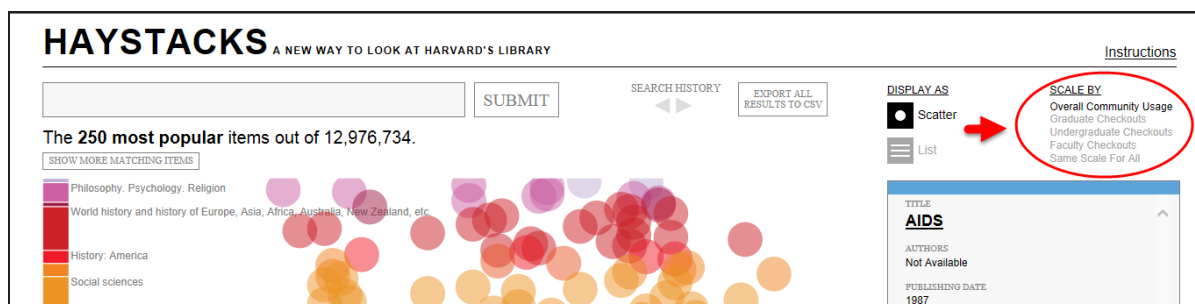 HAYSTACKS A NEW WAY TO LOOK AT HARVARD'S LIBRARY
Instructions
SUBMIT
SEARCH HISTORY
EXPORT ALL
RESULTS TO CSV
The 250 most popular items out of 12,976,734.
SHOW MORE MATCHING ITEMS
Philosophy. Psychology. Religion
World history and history of Europe, Asia, Africa, Australia, New Zealand, etc.
History: America
Social sciences
DISPLAY AS
Scatter
List
SCALE BY
Overall Community Usage
Graduate Checkouts
Undergraduate Checkouts
Faculty Checkouts
Same Scale For All
TITLE
AIDS
AUTHORS
Not Available
PUBLISHING DATE
1987